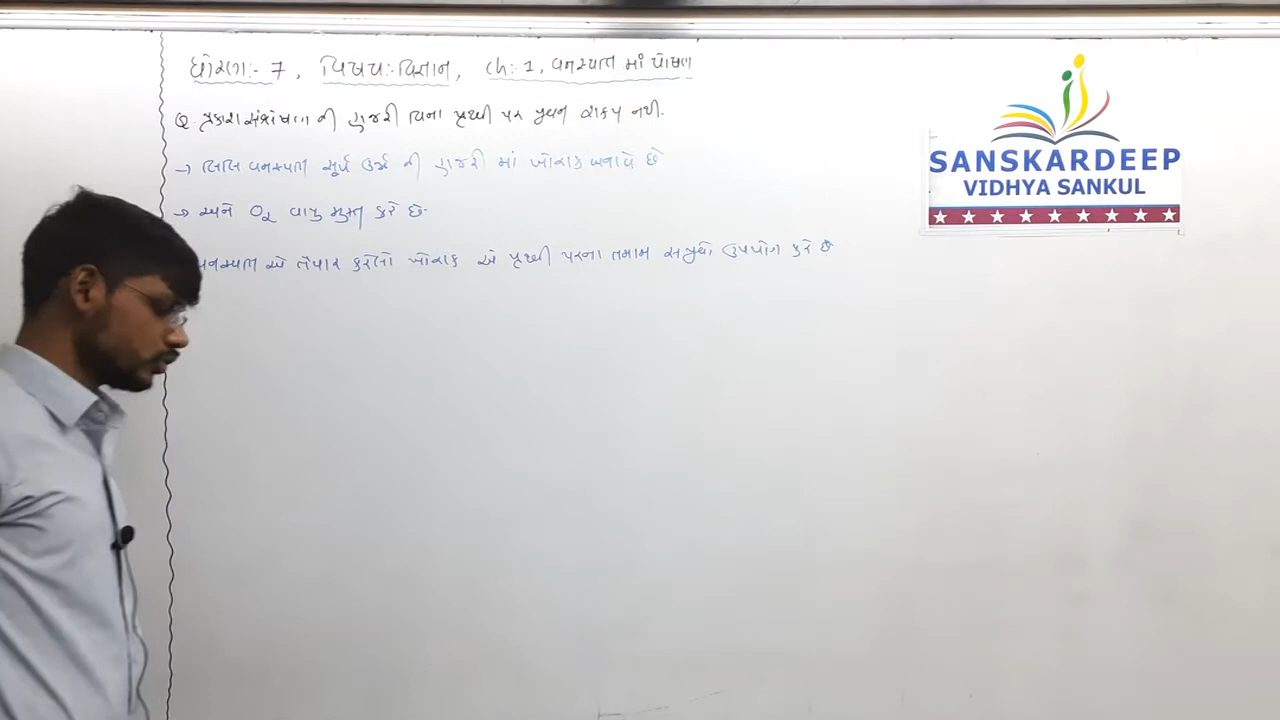 ધોરણ:- 7, વિષય:- વિજ્ઞાન, Ch: 1, વનસ્પતિ માં પોષણ
Q. પ્રકાશસંશ્લેષણ ની હાજરી વિના પૃથ્વી પર જીવન શક્ય નથી.
→ લિલિ વનસ્પતિ સૂર્ય ઉર્જા ની હાજરી માં ખોરાક બનાવે છે
→ અને O₂ વાયુ મુક્ત કરે છે.
વનસ્પતિ એ તૈયાર કરેલો ખોરાક એ પૃથ્વી પરના તમામ સજીવો ઉપયોગ કરે છે
SANSKARDEEP
VIDHYA SANKUL